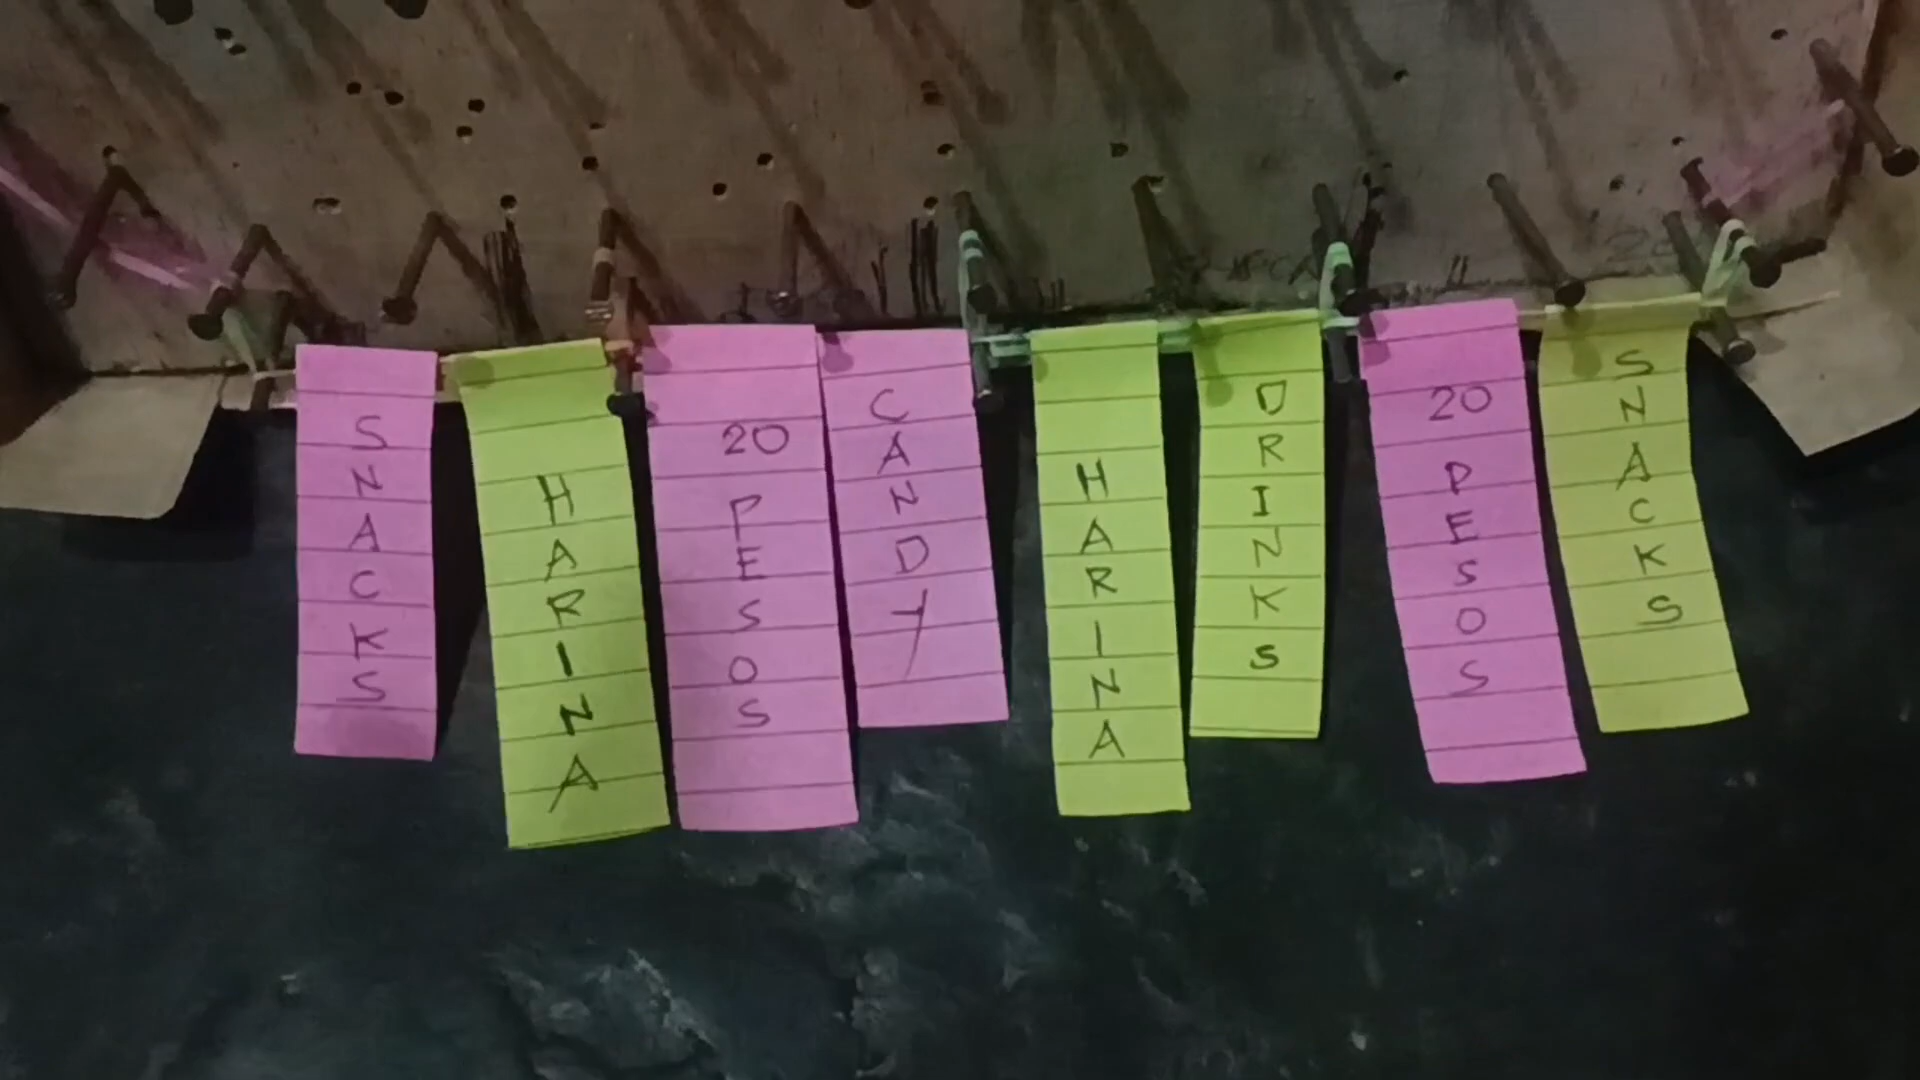 SNACKS
HARINA
20 PESOS
CANDY
HARINA
DRINKS
20 PESOS
SNACKS